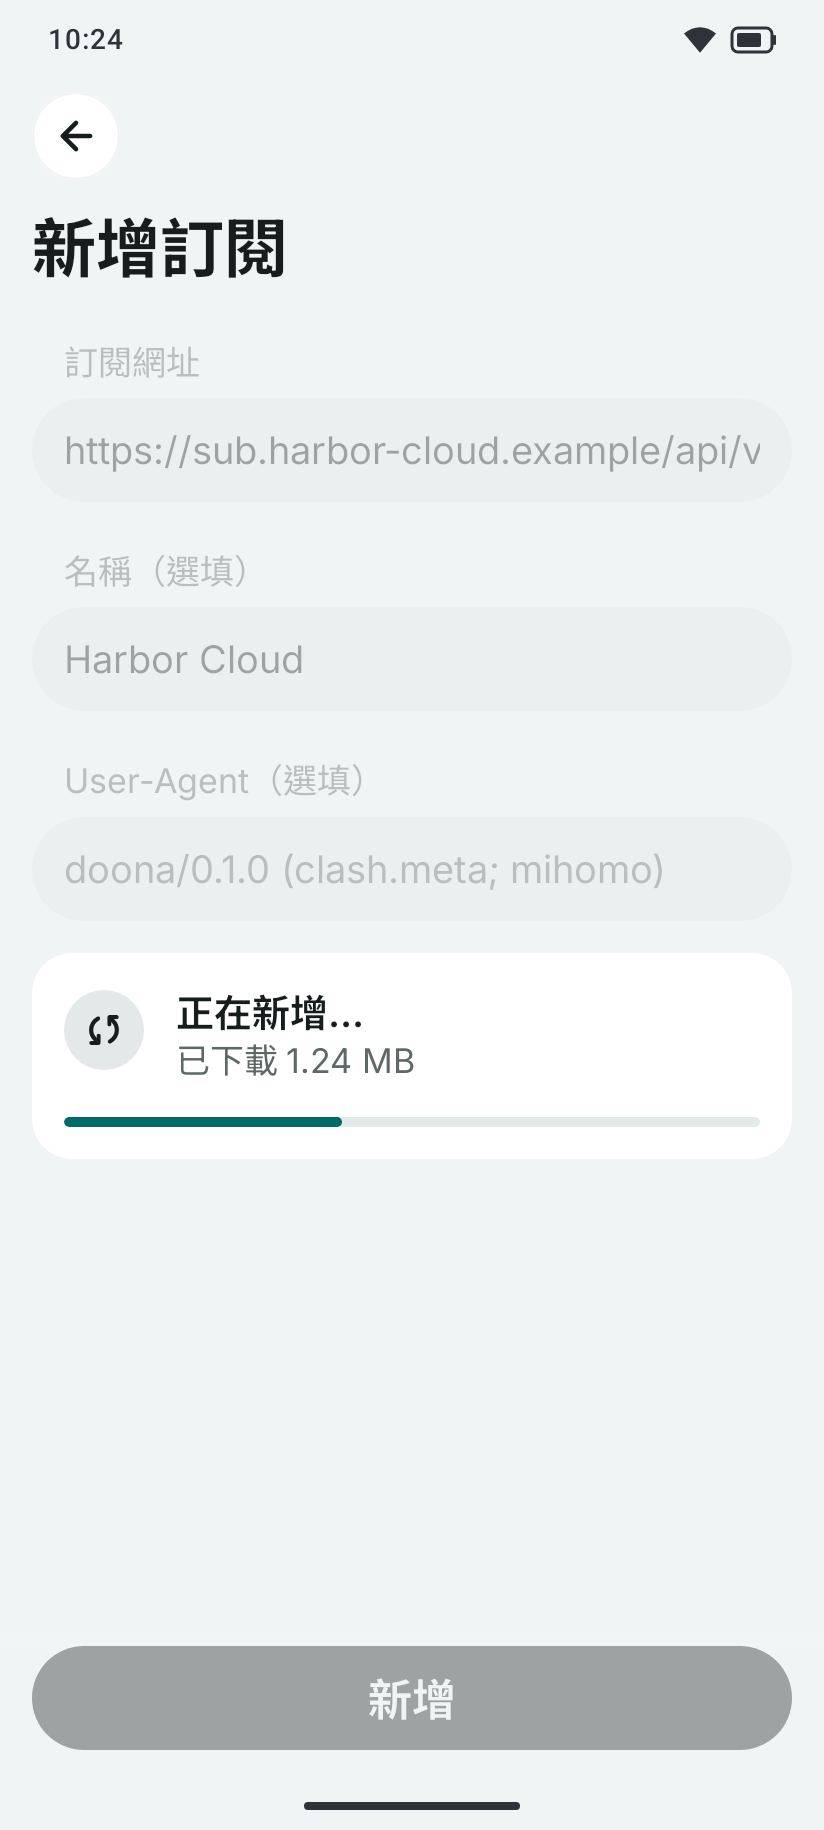 10:24
新增訂閱
訂閱網址
https://sub.harbor-cloud.example/api/v
名稱（選填）
Harbor Cloud
User-Agent（選填）
doona/0.1.0 (clash.meta; mihomo)
正在新增…
已下載 1.24 MB
新增